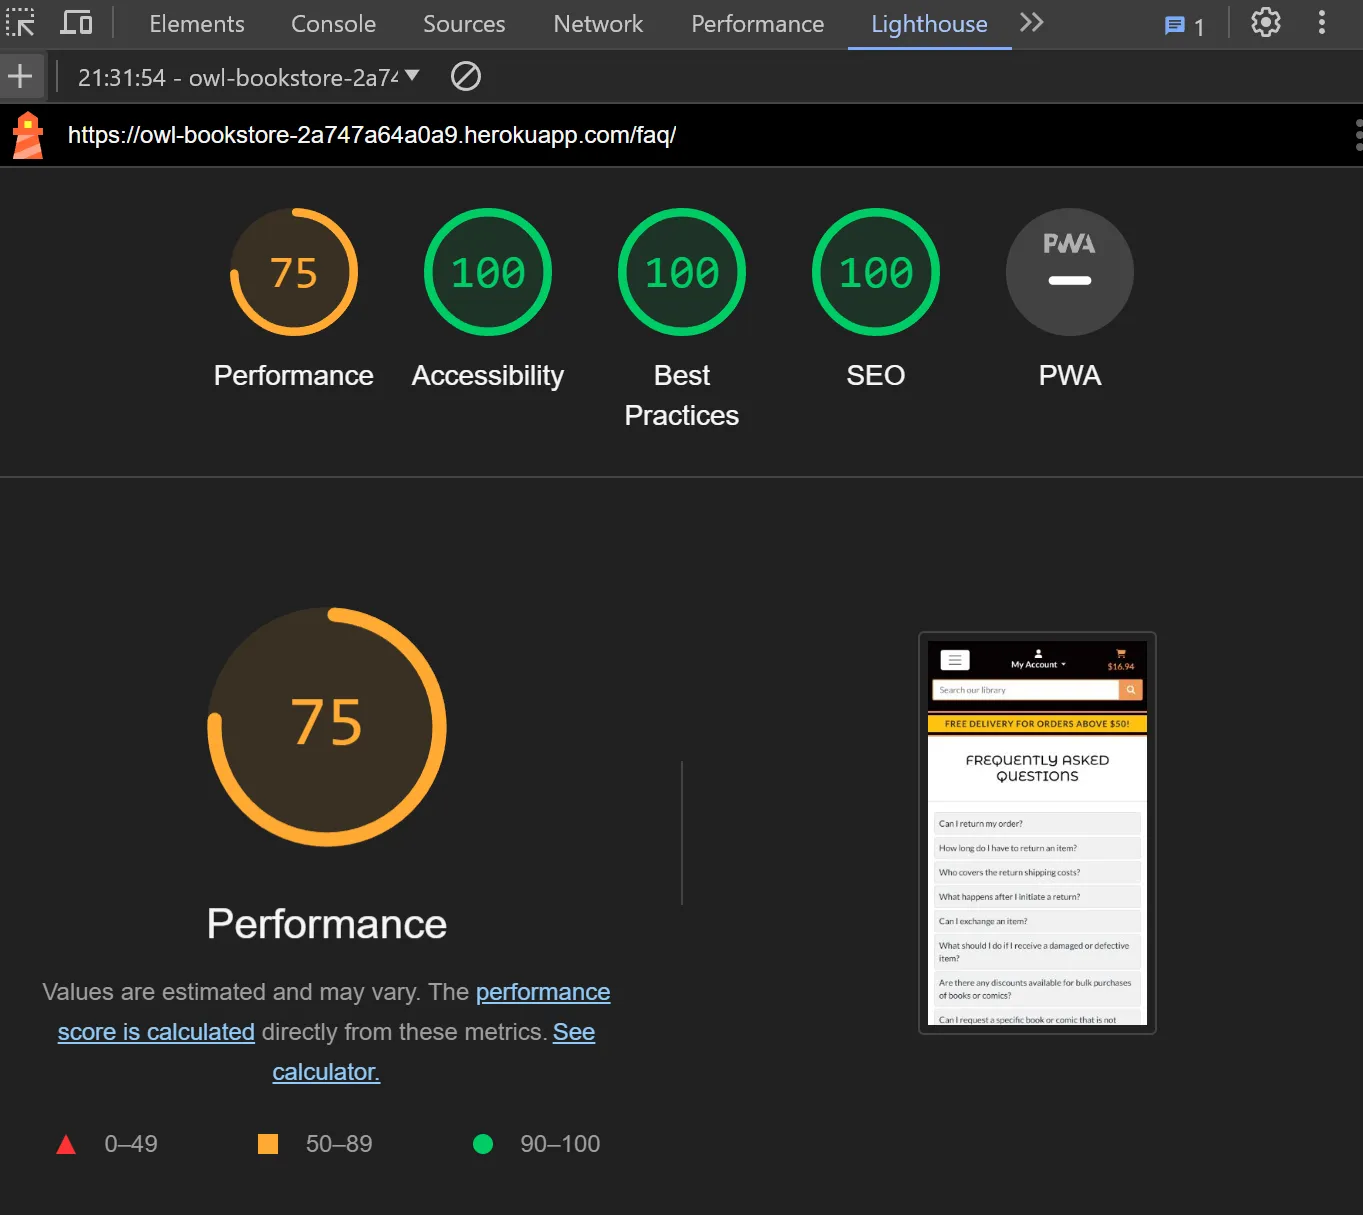 Elements Console Sources Network Performance Lighthouse 1
21:31:54 - owl-bookstore-2a74
https://owl-bookstore-2a747a64a0a9.herokuapp.com/faq/
75 100 100 100 PWA
Performance Accessibility Best Practices SEO PWA
75
Performance
Values are estimated and may vary. The performance
score is calculated directly from these metrics. See
calculator.
0–49 50–89 90–100
My Account
$16.94
Search our library
FREE DELIVERY FOR ORDERS ABOVE $50!
FREQUENTLY ASKED
QUESTIONS
Can I return my order?
How long do I have to return an item?
Who covers the return shipping costs?
What happens after I initiate a return?
Can I exchange an item?
What should I do if I receive a damaged or defective
item?
Are there any discounts available for bulk purchases
of books or comics?
Can I request a specific book or comic that is not